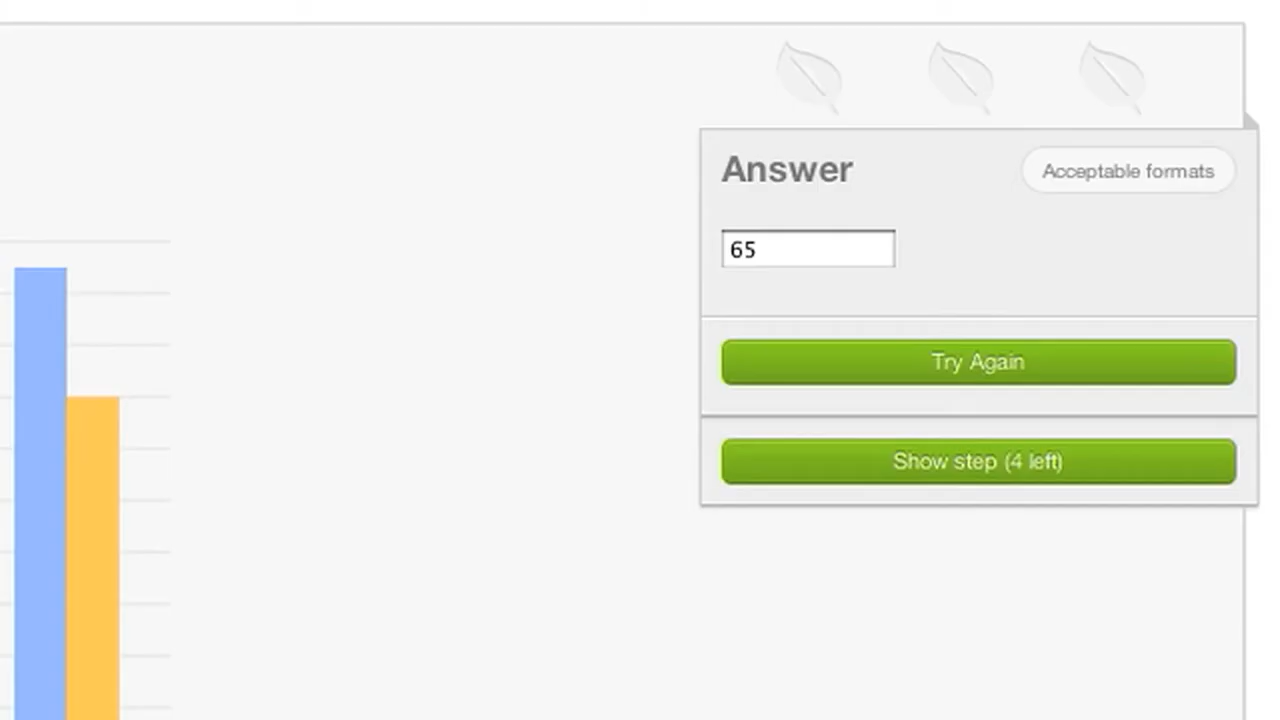 Answer
Acceptable formats
65
Try Again
Show step (4 left)